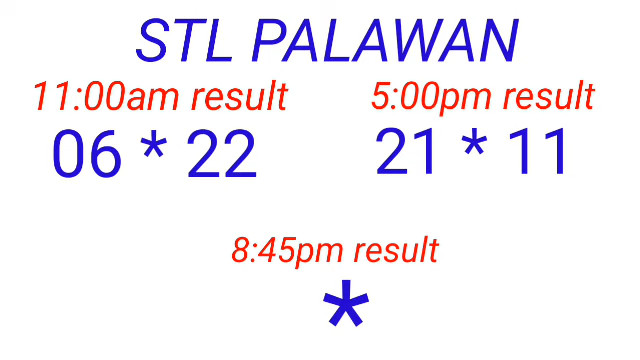 STL PALAWAN
11:00am result
06 * 22
5:00pm result
21 * 11
8:45pm result
*